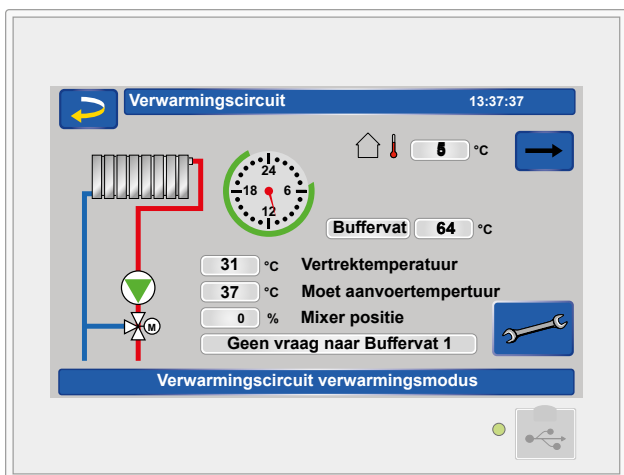 Verwarmingscircuit 13:37:37
5 °C
24
18 6
12
Buffervat 64 °C
31 °C Vertrektemperatuur
37 °C Moet aanvoertempertuur
0 % Mixer positie
M
Geen vraag naar Buffervat 1
Verwarmingscircuit verwarmingsmodus